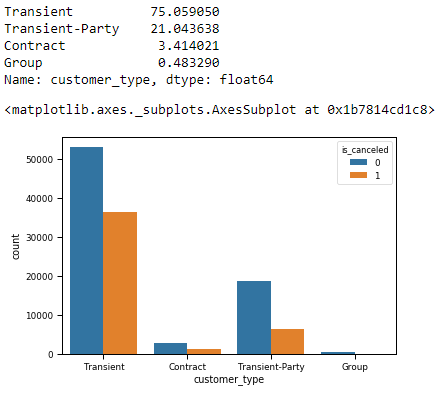 Transient 75.059050
Transient-Party 21.043638
Contract 3.414021
Group 0.483290
Name: customer_type, dtype: float64
<matplotlib.axes._subplots.AxesSubplot at 0x1b7814cd1c8>
is_canceled
0
1
50000
40000
30000
20000
10000
0
count
Transient Contract Transient-Party Group
customer_type